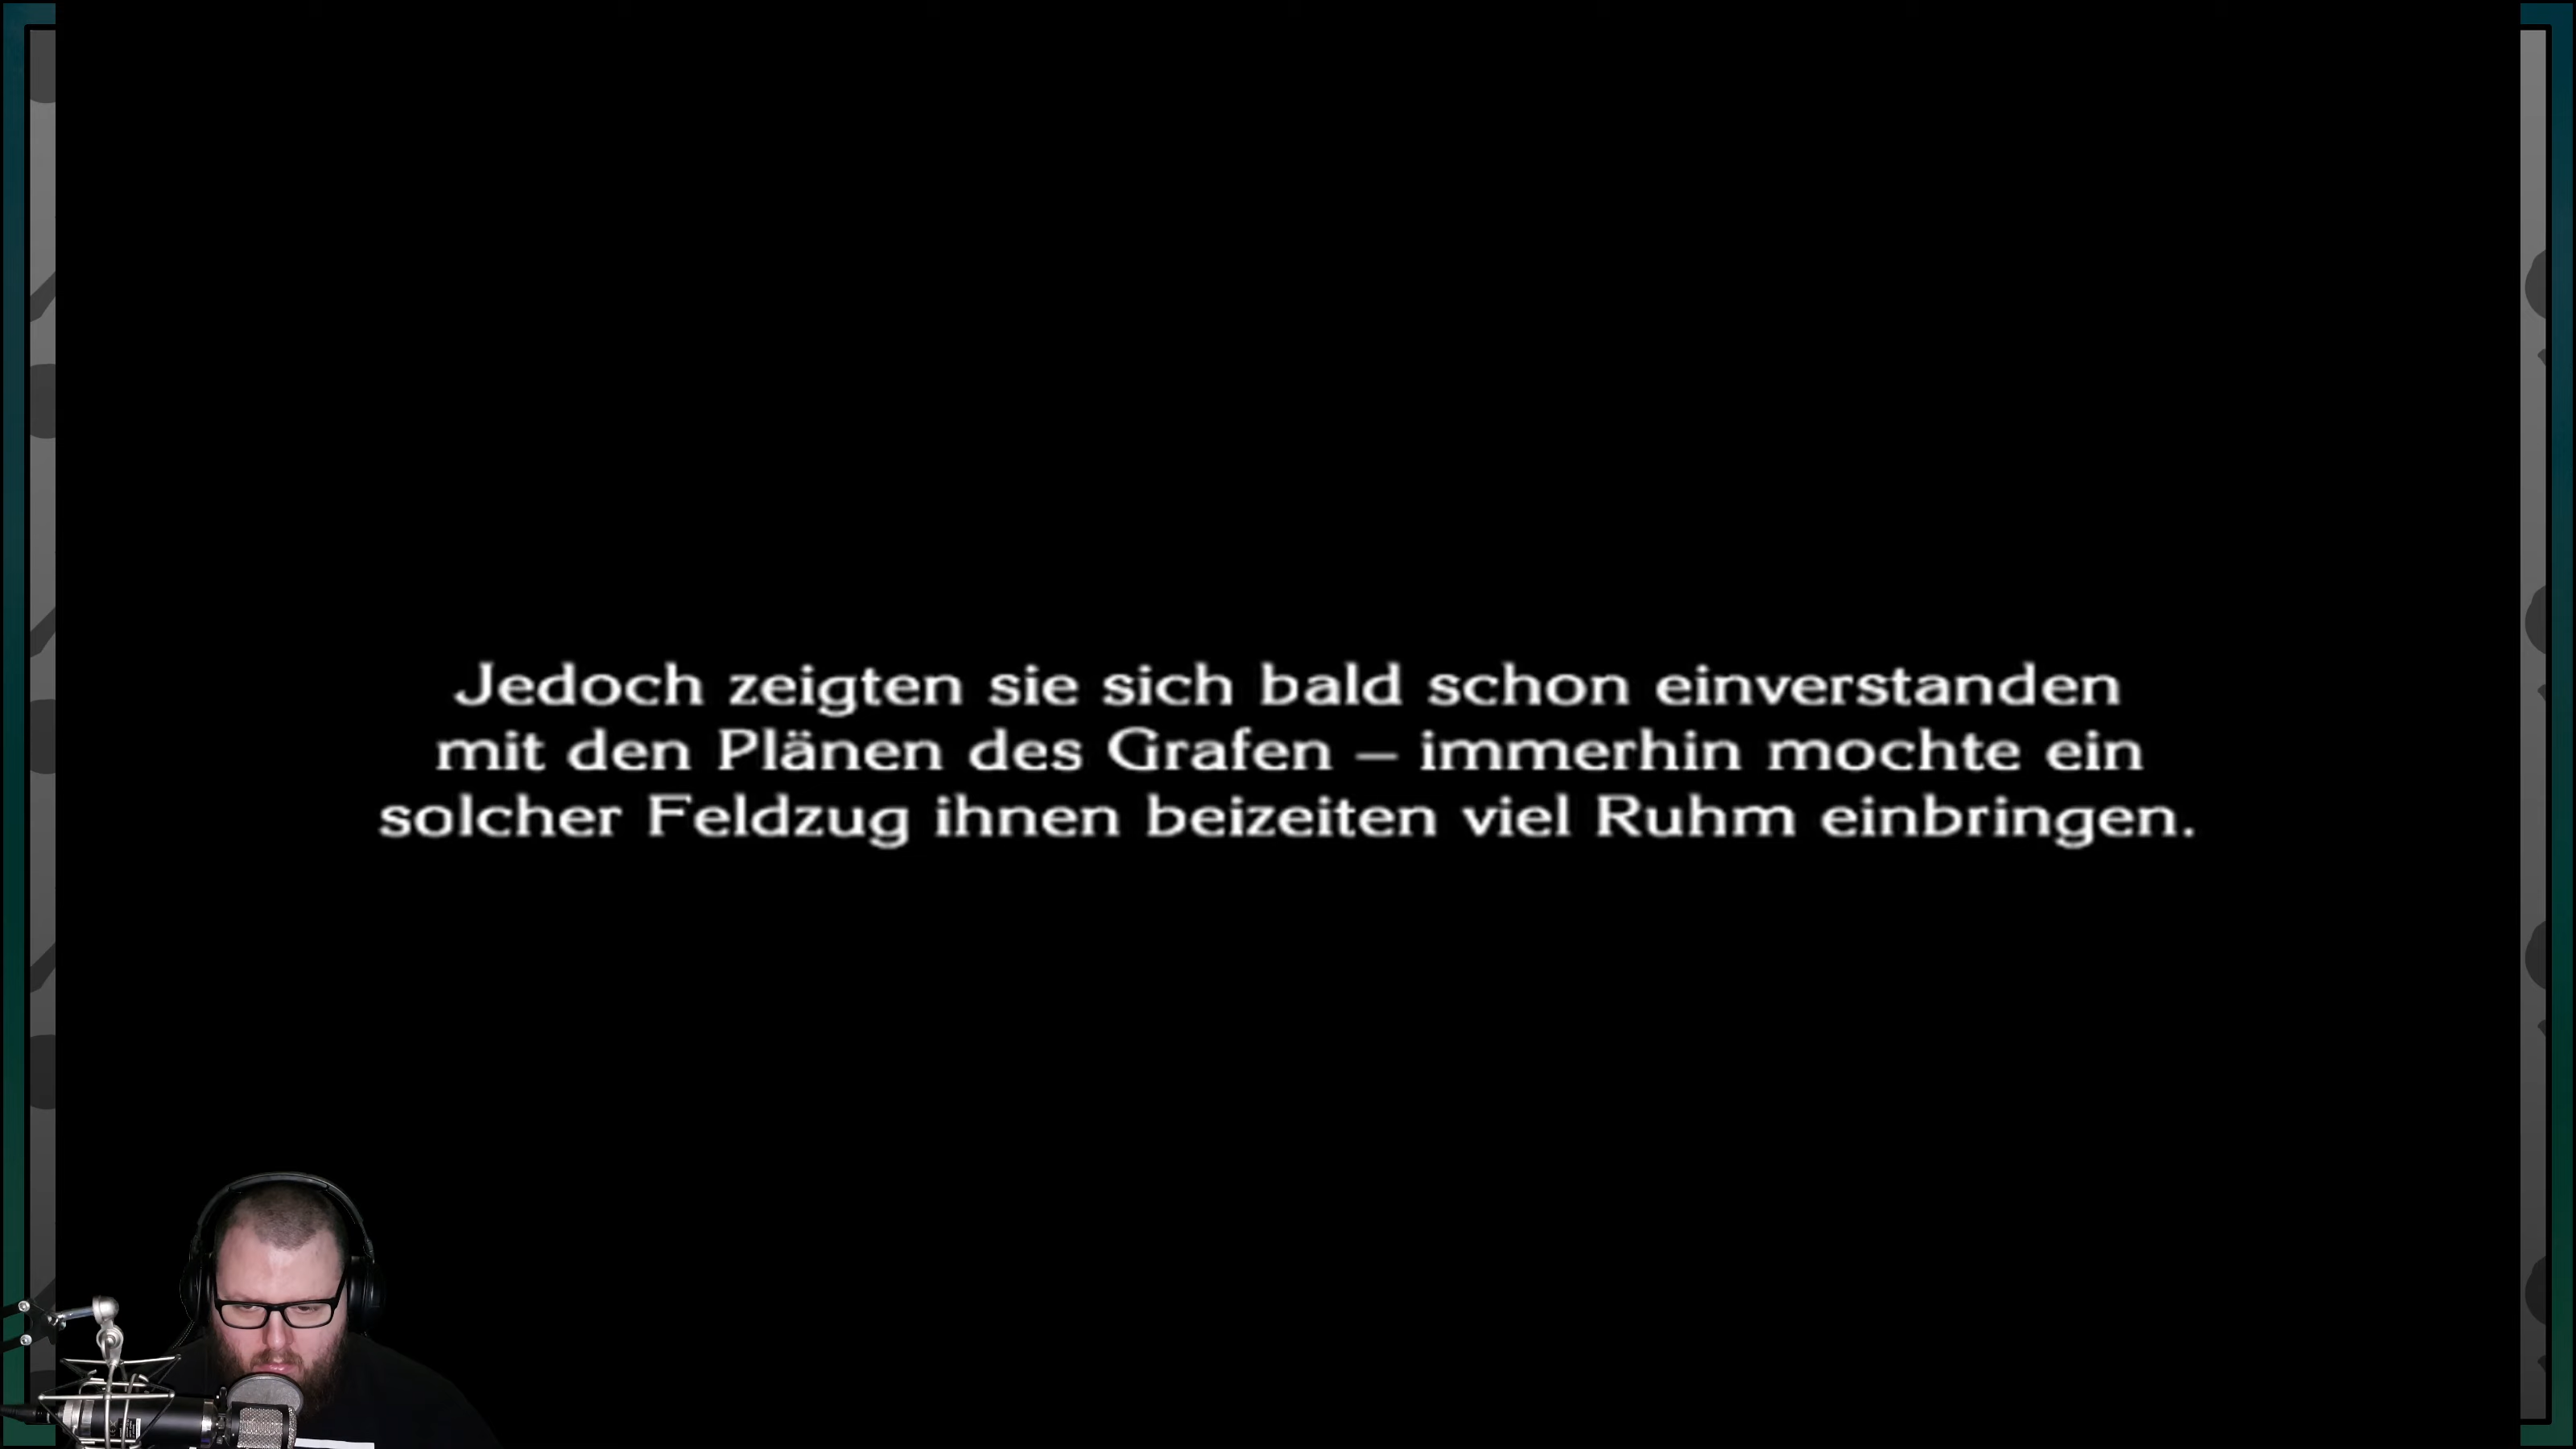 Jedoch zeigten sie sich bald schon einverstanden
mit den Plänen des Grafen – immerhin mochte ein
solcher Feldzug ihnen beizeiten viel Ruhm einbringen.